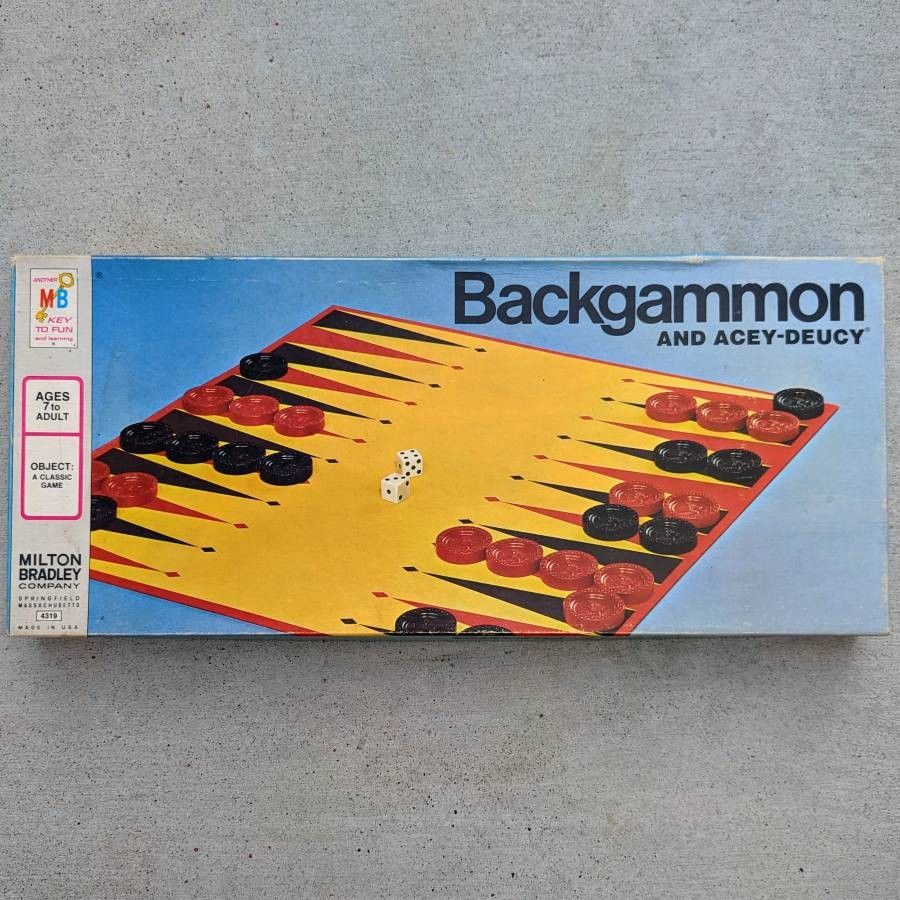 ANOTHER
MB
KEY
TO FUN
and learning
®
®
AGES
7 to
ADULT
OBJECT:
A CLASSIC
GAME
MILTON
BRADLEY
COMPANY
SPRINGFIELD
MASSACHUSETTS
4319
MADE IN USA
Backgammon
AND ACEY-DEUCY®